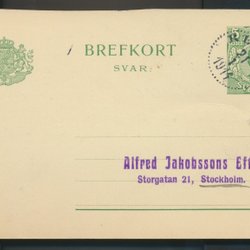 BREFKORT
SVAR.
Alfred Jakobssons Eft
Storgatan 21, Stockholm.